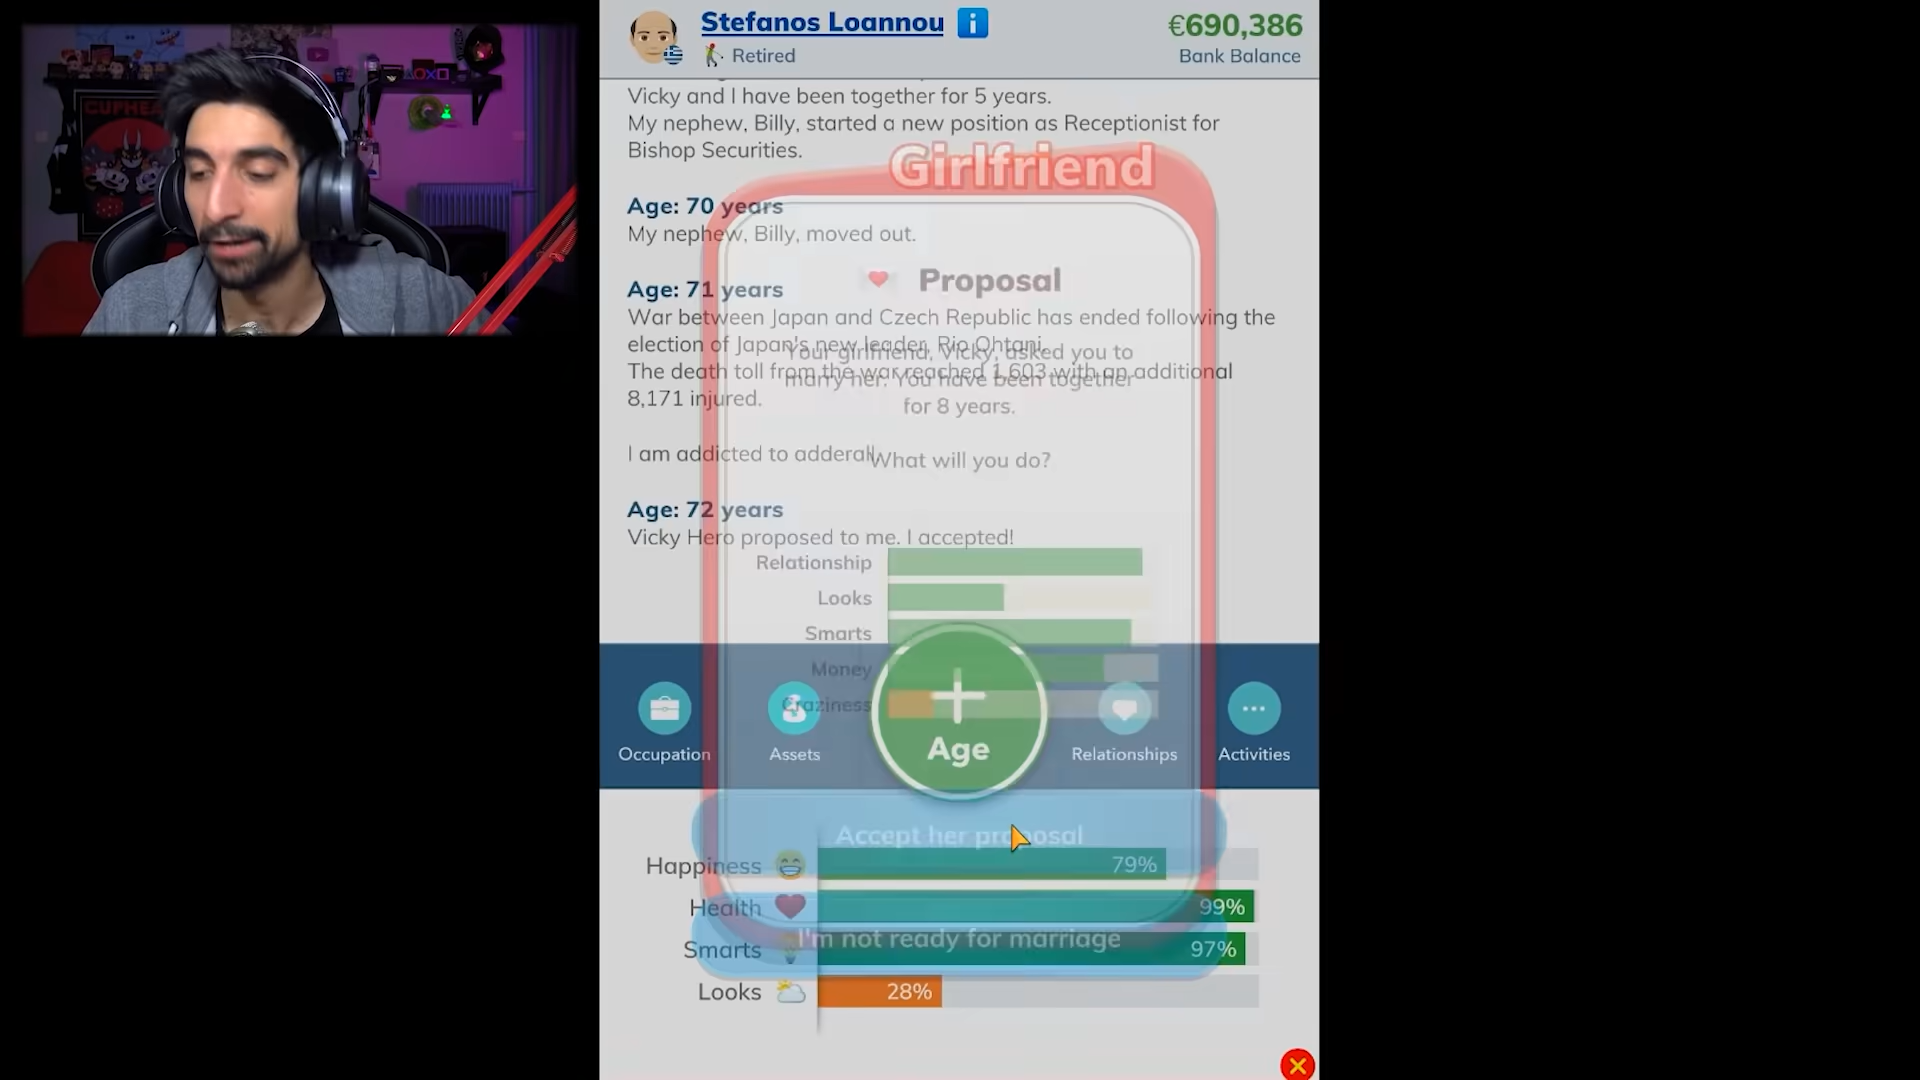 Stefanos Loannou
€690,386
Retired
Bank Balance
Vicky and I have been together for 5 years.
My nephew, Billy, started a new position as Receptionist for
Bishop Securities.
Girlfriend
Age: 70 years
My nephew, Billy, moved out.
Proposal
Age: 71 years
War between Japan and Czech Republic has ended following the
election of Japan's new leader, Rio Ohtani.
Your girlfriend, Vicky, asked you to
The death toll from the war reached 1,603 with an additional
marry her. You have been together
8,171 injured.
for 8 years.
I am addicted to adderall.
What will you do?
Age: 72 years
Vicky Hero proposed to me. I accepted!
Relationship
Looks
Smarts
Money
Craziness
Occupation
Assets
Age
Relationships
Activities
Accept her proposal
Happiness 79%
Health 99%
I'm not ready for marriage
Smarts 97%
Looks 28%
CUPHEA